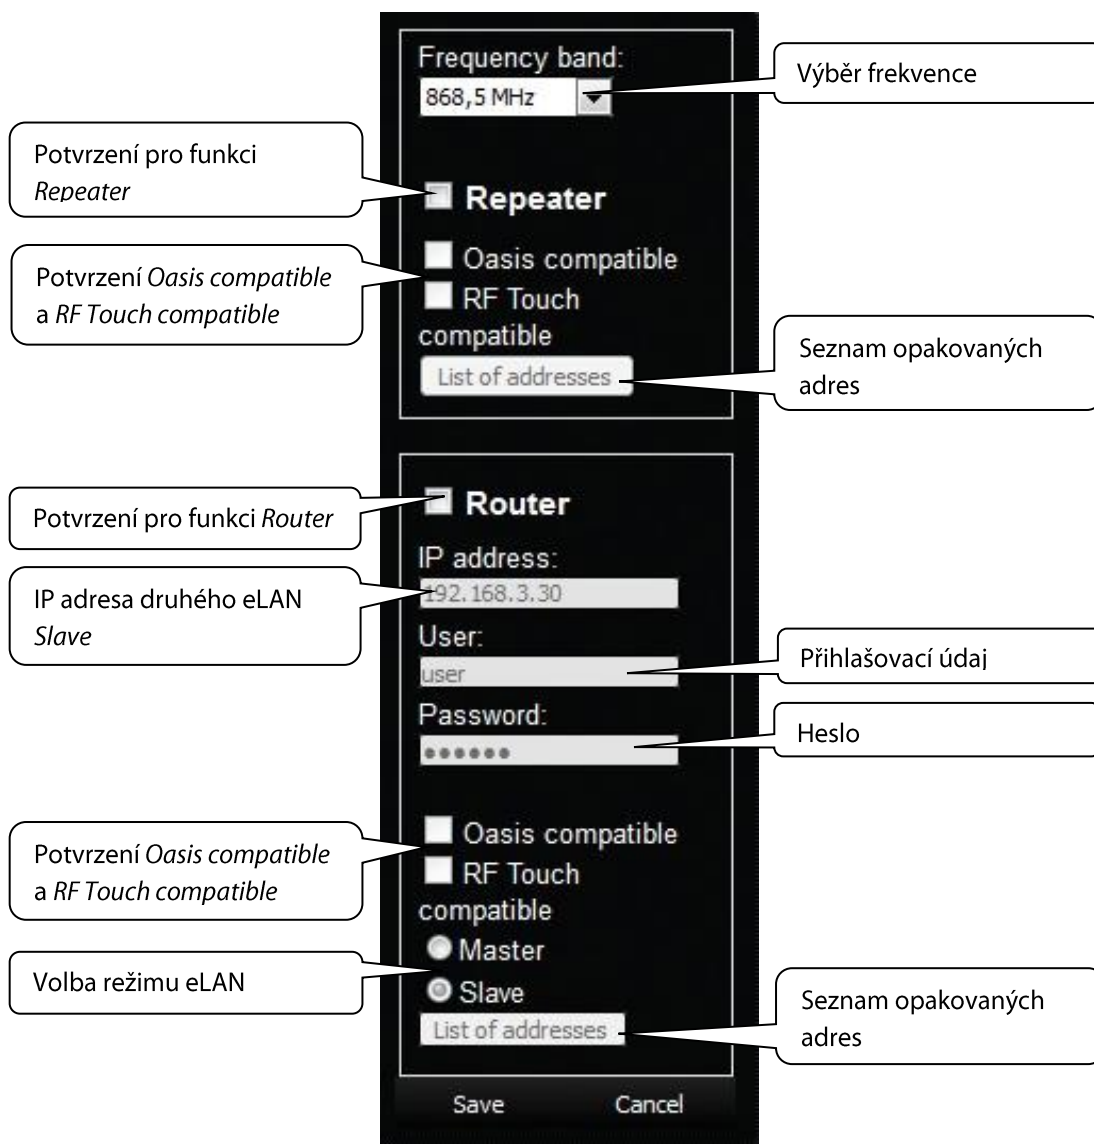 Frequency band:
868,5 MHz
Výběr frekvence
Potvrzení pro funkci
Repeater
Repeater
Potvrzení Oasis compatible
a RF Touch compatible
Oasis compatible
RF Touch
compatible
List of addresses
Seznam opakovaných
adres
Potvrzení pro funkci Router
Router
IP address:
192.168.3.30
IP adresa druhého eLAN
Slave
User:
user
Přihlašovací údaj
Password:
••••••
Heslo
Potvrzení Oasis compatible
a RF Touch compatible
Oasis compatible
RF Touch
compatible
Volba režimu eLAN
Master
Slave
List of addresses
Seznam opakovaných
adres
Save Cancel